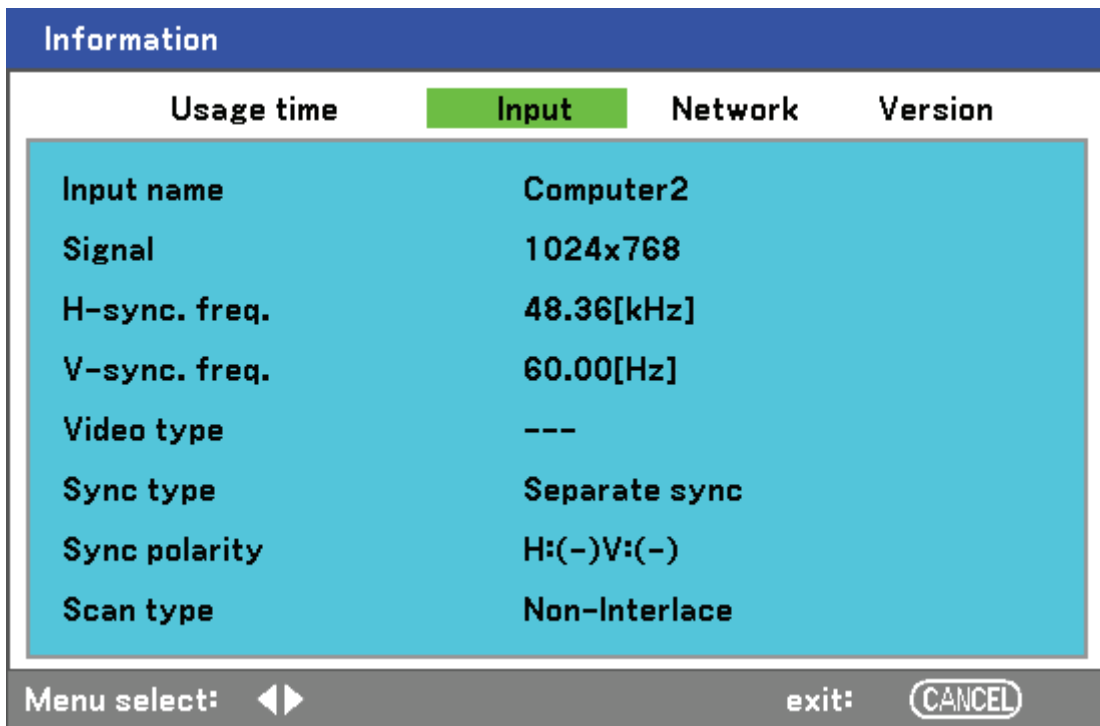 Information
Usage time Input Network Version
Input name Computer2
Signal 1024x768
H-sync. freq. 48.36[kHz]
V-sync. freq. 60.00[Hz]
Video type ---
Sync type Separate sync
Sync polarity H:(-)V:(-)
Scan type Non-Interlace
Menu select: exit: CANCEL